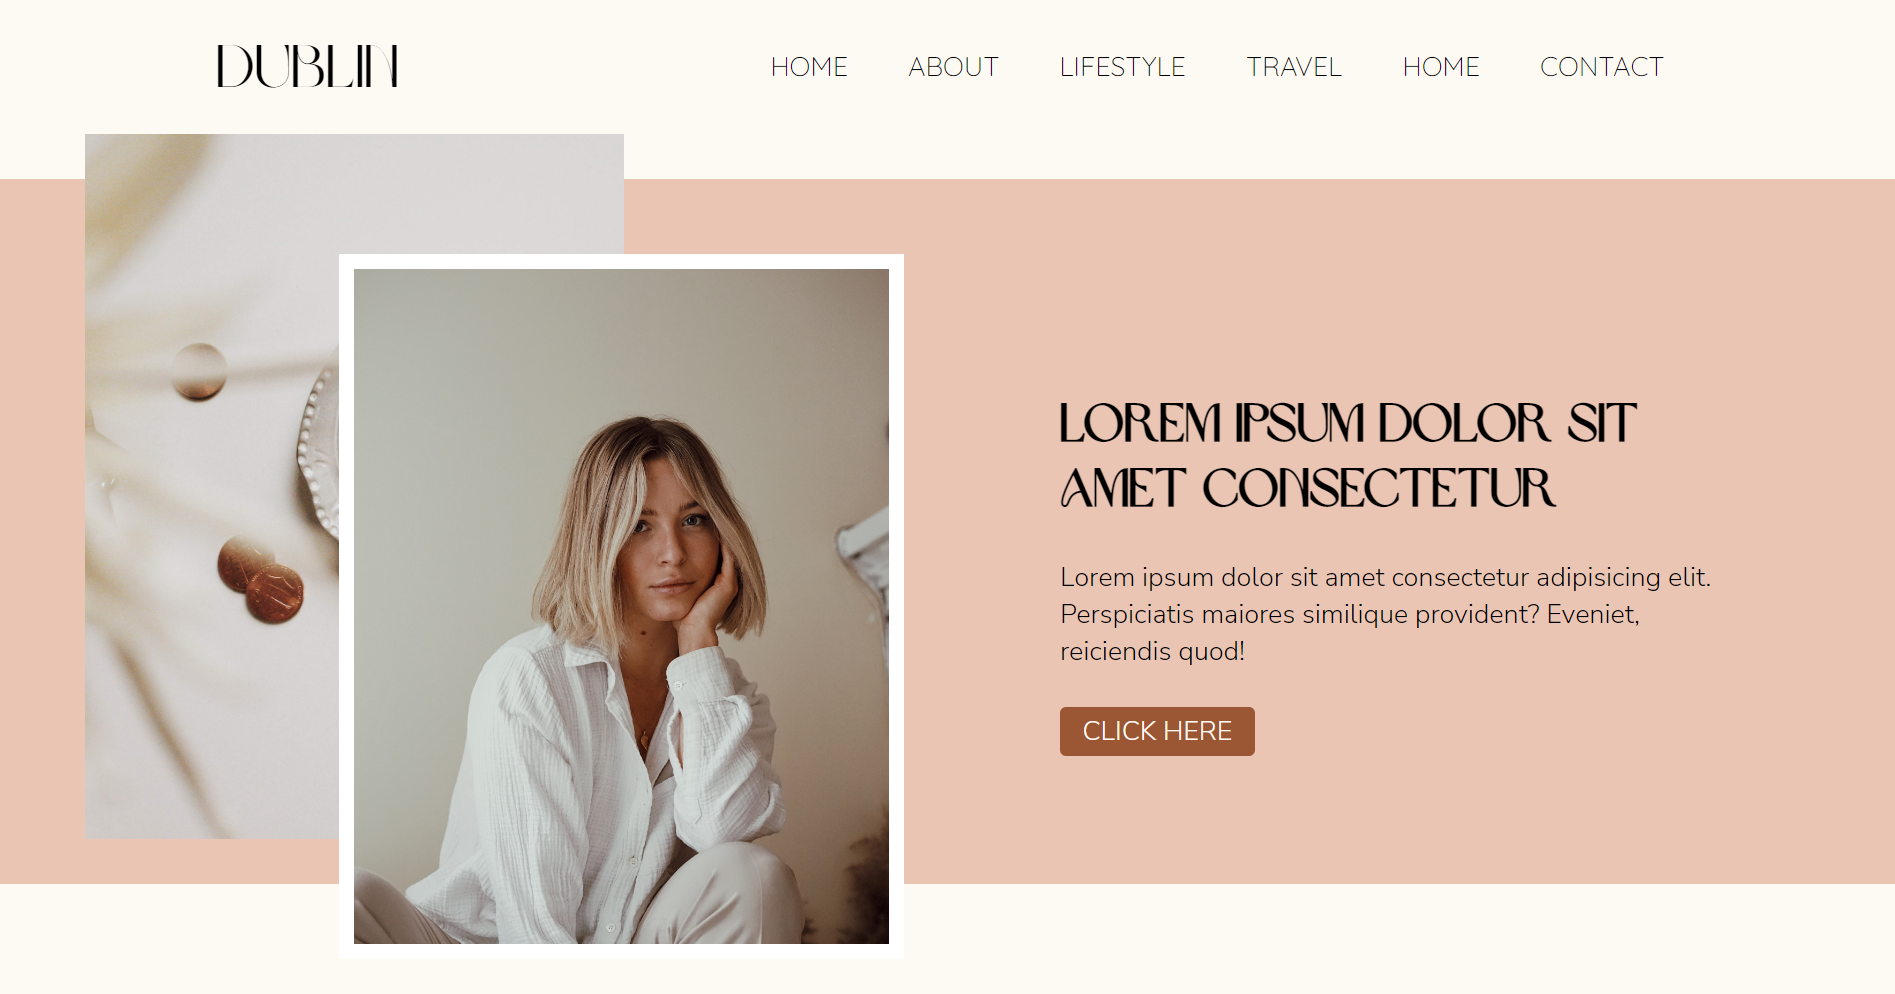 DUBLIN
HOME ABOUT LIFESTYLE TRAVEL HOME CONTACT
LOREM IPSUM DOLOR SIT
AMET CONSECTETUR
Lorem ipsum dolor sit amet consectetur adipisicing elit.
Perspiciatis maiores similique provident? Eveniet,
reiciendis quod!
CLICK HERE